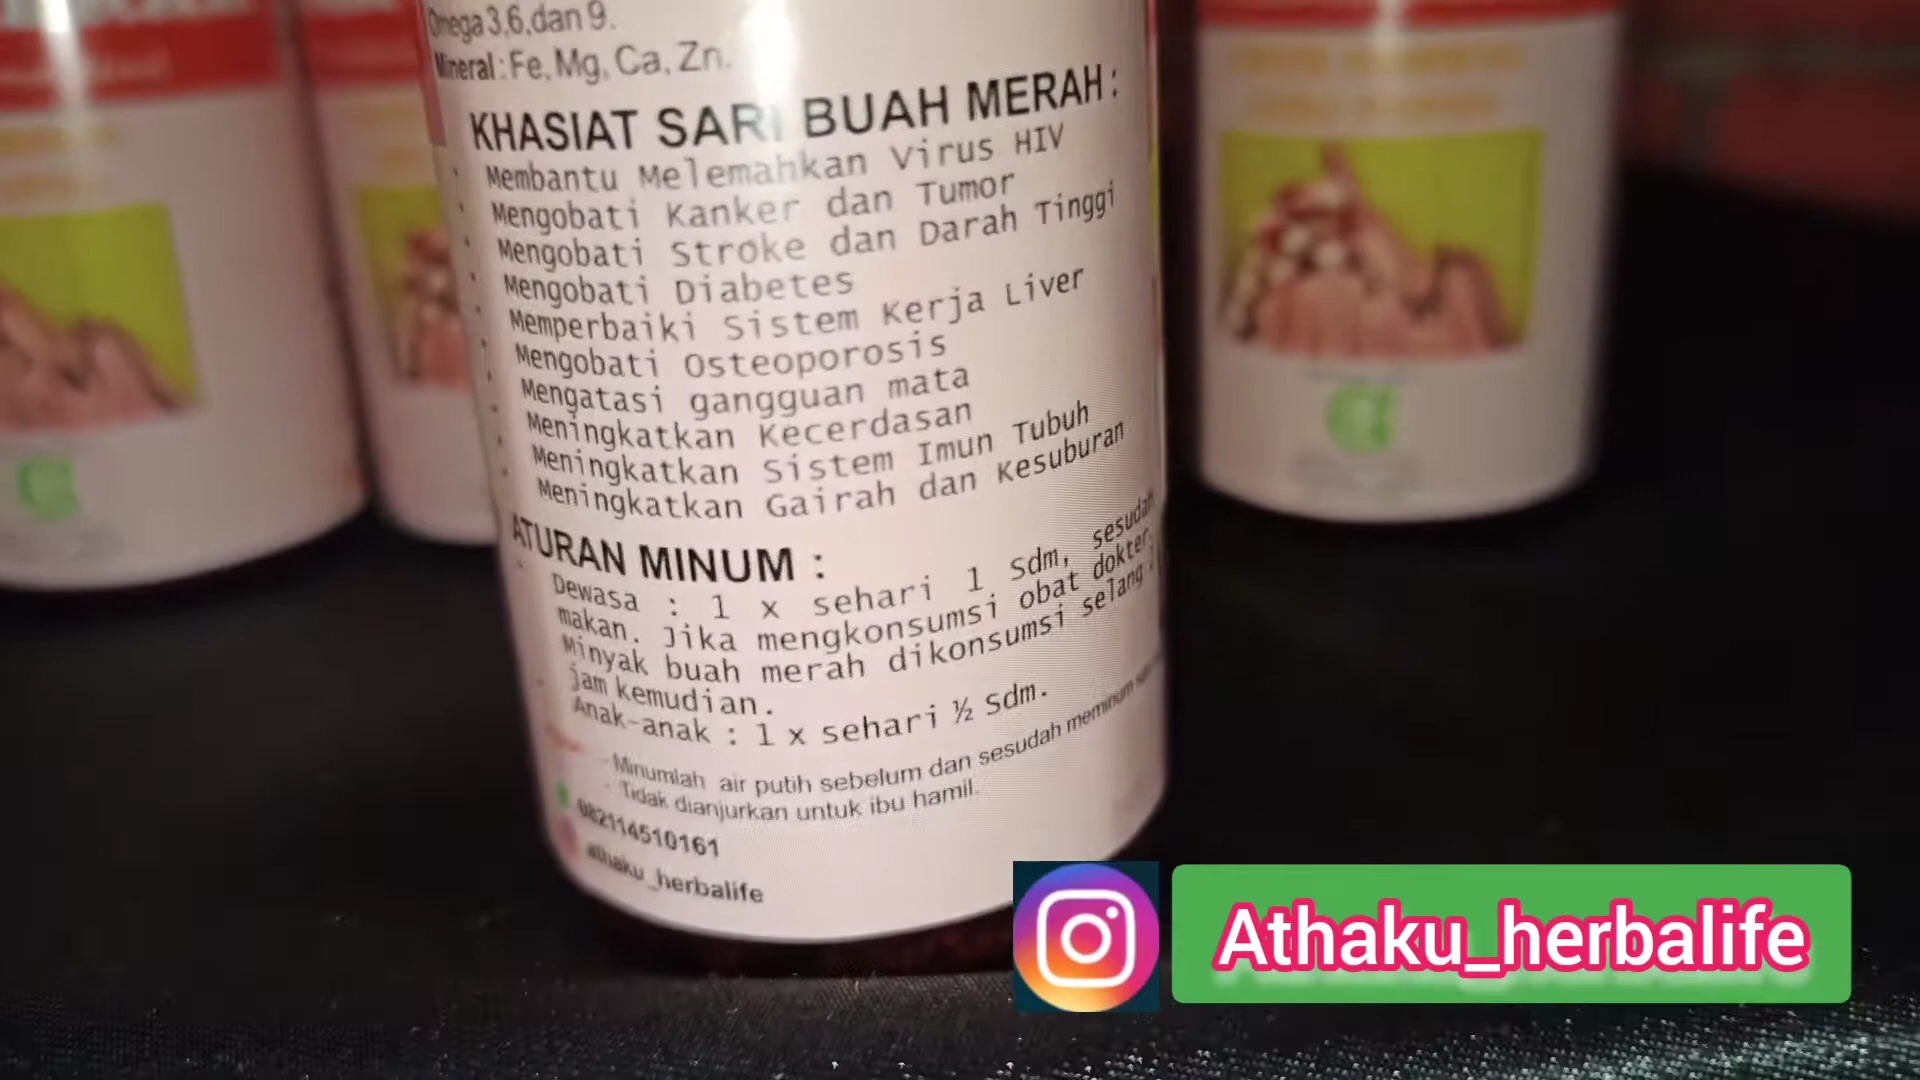 Omega 3,6,dan 9.
Mineral : Fe, Mg, Ca, Zn.
KHASIAT SARI BUAH MERAH :
Membantu Melemahkan Virus HIV
Mengobati Kanker dan Tumor
Mengobati Stroke dan Darah Tinggi
Mengobati Diabetes
Memperbaiki Sistem Kerja Liver
Mengobati Osteoporosis
Mengatasi gangguan mata
Meningkatkan Kecerdasan
Meningkatkan Sistem Imun Tubuh
Meningkatkan Gairah dan Kesuburan
ATURAN MINUM :
Dewasa : 1 x sehari 1 Sdm, sesudah
makan. Jika mengkonsumsi obat dokter,
Minyak buah merah dikonsumsi selang
jam kemudian.
Anak-anak : 1 x sehari ½ Sdm.
- Minumlah air putih sebelum dan sesudah meminum
- Tidak dianjurkan untuk ibu hamil.
082114510161
athaku_herbalife
Athaku_herbalife